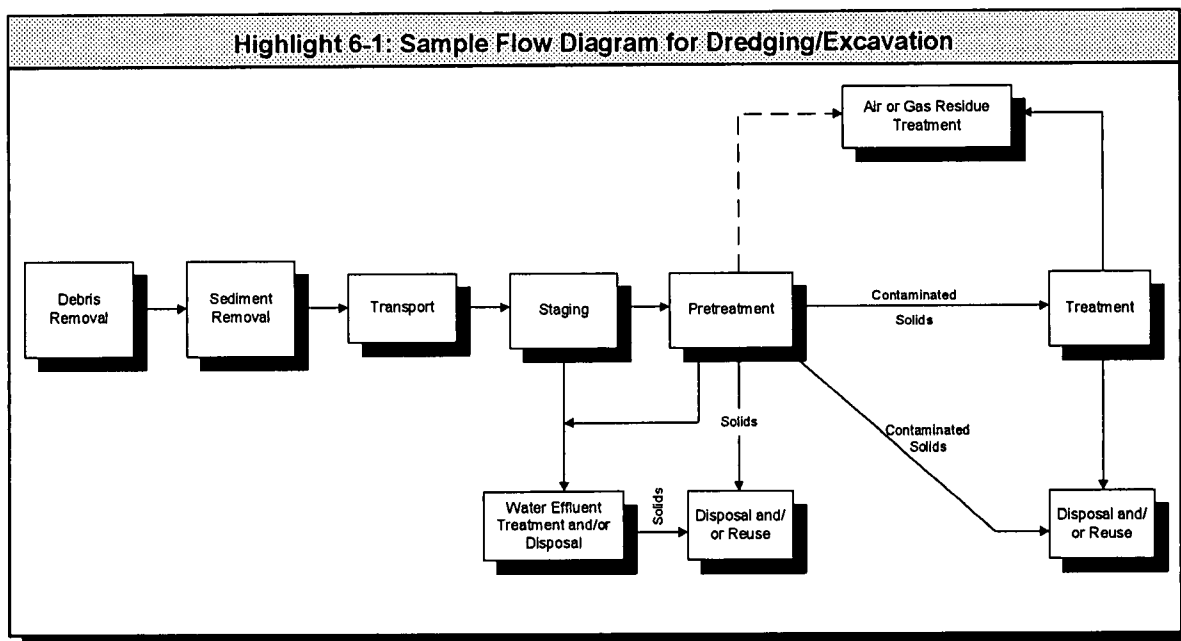 Highlight 6-1: Sample Flow Diagram for Dredging/Excavation
Air or Gas Residue
Treatment
Debris
Removal
Sediment
Removal
Transport
Staging
Pretreatment
Contaminated
Solids
Treatment
Solids
Contaminated
Solids
Water Effluent
Treatment and/or
Disposal
Solids
Disposal and/
or Reuse
Disposal and/
or Reuse